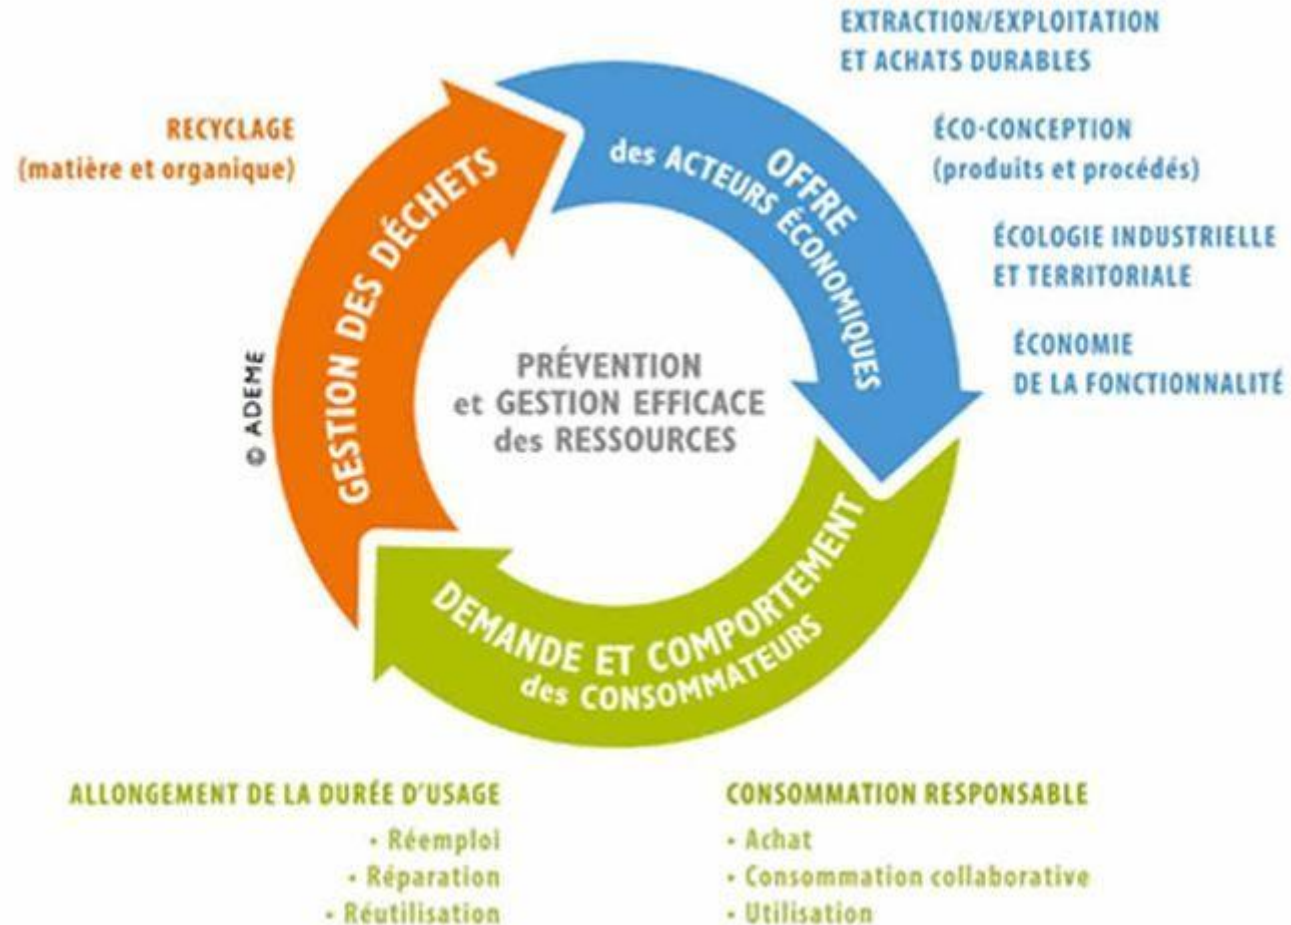 EXTRACTION/EXPLOITATION
ET ACHATS DURABLES
ÉCO-CONCEPTION
(produits et procédés)
ÉCOLOGIE INDUSTRIELLE
ET TERRITORIALE
ÉCONOMIE
DE LA FONCTIONNALITÉ
OFFRE
des ACTEURS ÉCONOMIQUES
RECYCLAGE
(matière et organique)
GESTION DES DÉCHETS
© ADEME
PRÉVENTION
et GESTION EFFICACE
des RESSOURCES
DEMANDE ET COMPORTEMENT
des CONSOMMATEURS
ALLONGEMENT DE LA DURÉE D'USAGE
• Réemploi
• Réparation
• Réutilisation
CONSOMMATION RESPONSABLE
• Achat
• Consommation collaborative
• Utilisation